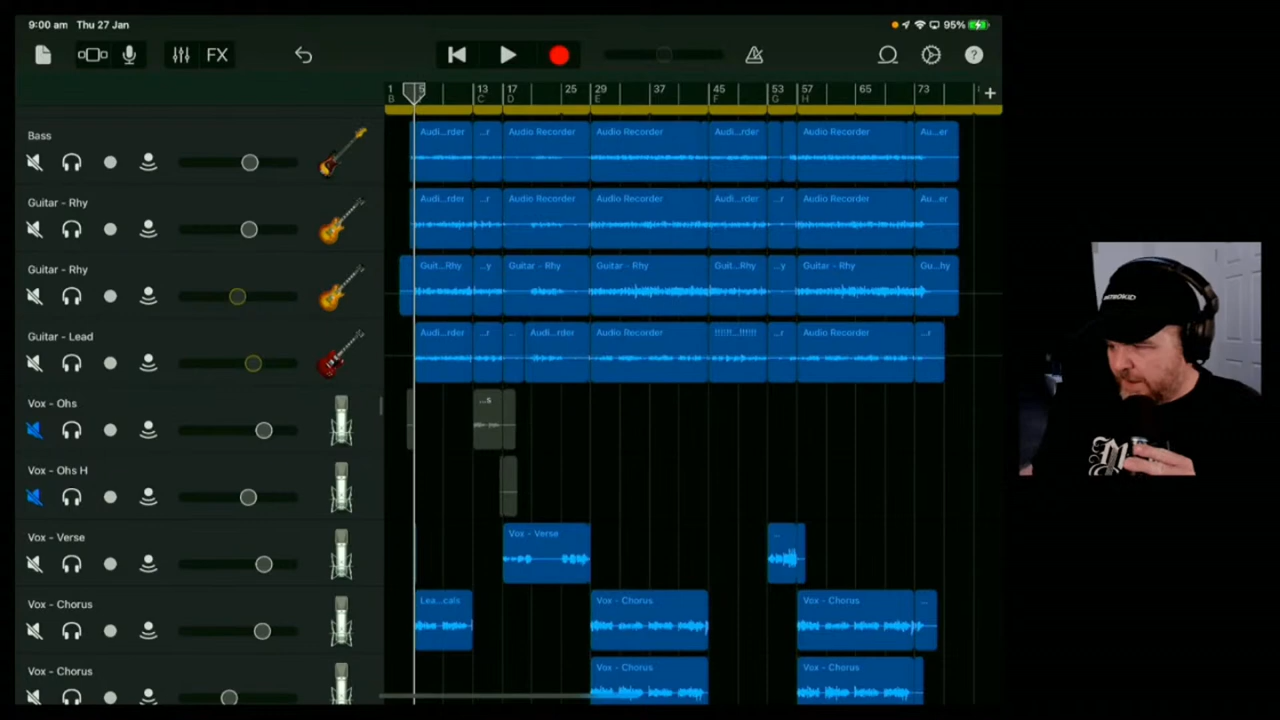 9:00 am Thu 27 Jan
95%
FX
1 5 13 17 25 29 37 45 53 57 65 73
B C D E F G H
Bass
Audi...rder ...r Audio Recorder Audio Recorder Audi...rder Audio Recorder Au...er
Guitar - Rhy
Audi...rder ...r Audio Recorder Audio Recorder Audi...rder ...r Audio Recorder Au...er
Guitar - Rhy
Guit...Rhy ...y Guitar - Rhy Guitar - Rhy Guit...Rhy ...y Guitar - Rhy Gu...hy
Guitar - Lead
Audi...rder ...r ... Audi...rder Audio Recorder !!!!!!...!!!!!! ...r Audio Recorder ...r
Vox - Ohs
...s
Vox - Ohs H
Vox - Verse
Vox - Verse ...
Vox - Chorus
Lea...cals Vox - Chorus Vox - Chorus ...
Vox - Chorus
Vox - Chorus Vox - Chorus